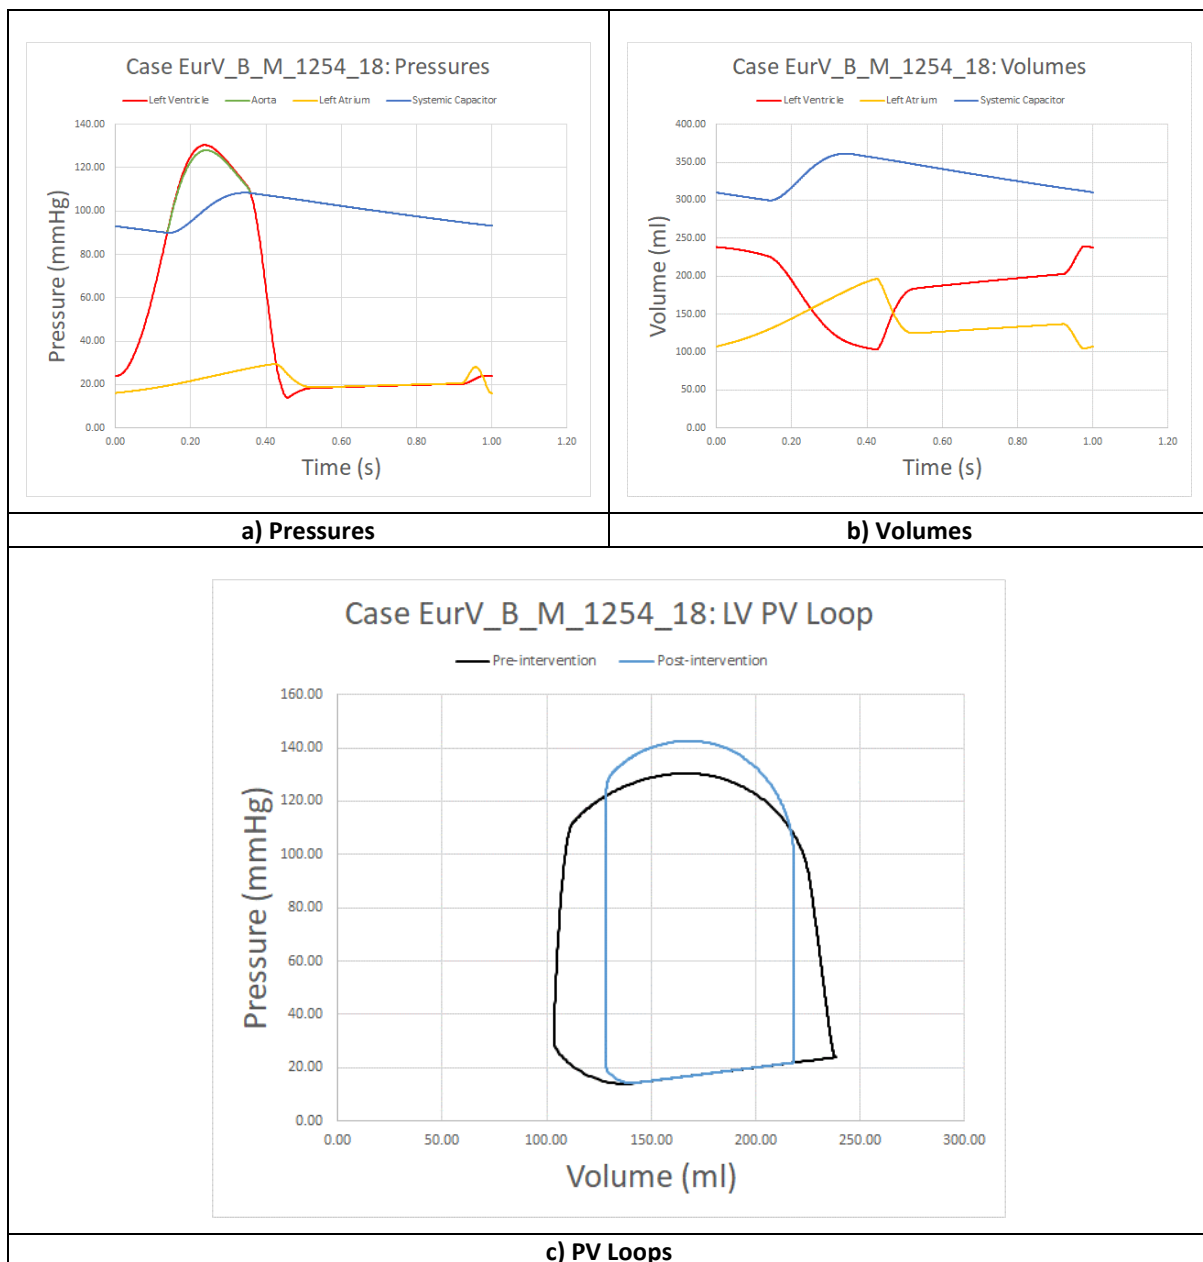 Case EurV_B_M_1254_18: Pressures
Left Ventricle Aorta Left Atrium Systemic Capacitor
140.00
120.00
100.00
80.00
60.00
40.00
20.00
0.00
Pressure (mmHg)
0.00 0.20 0.40 0.60 0.80 1.00 1.20
Time (s)
a) Pressures
Case EurV_B_M_1254_18: Volumes
Left Ventricle Left Atrium Systemic Capacitor
400.00
350.00
300.00
250.00
200.00
150.00
100.00
50.00
0.00
Volume (ml)
0.00 0.20 0.40 0.60 0.80 1.00 1.20
Time (s)
b) Volumes
Case EurV_B_M_1254_18: LV PV Loop
Pre-intervention Post-intervention
160.00
140.00
120.00
100.00
80.00
60.00
40.00
20.00
0.00
Pressure (mmHg)
0.00 50.00 100.00 150.00 200.00 250.00 300.00
Volume (ml)
c) PV Loops